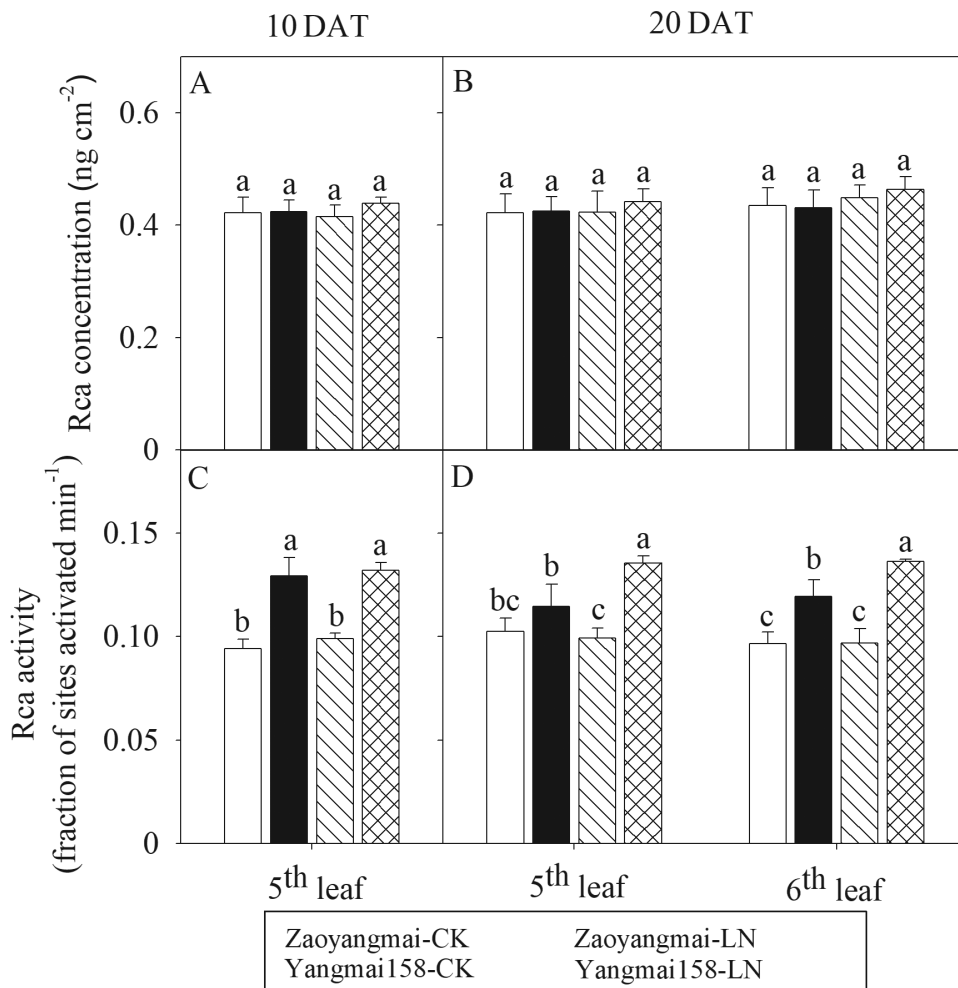 10 DAT 20 DAT
A B
Rca concentration (ng cm-2)
0.6
0.4
0.2
0
a a a a
a a a a
a a a a
C D
Rca activity
(fraction of sites activated min-1)
0.15
0.10
0.05
0
b a b a
bc b c a
c b c a
5th leaf 5th leaf 6th leaf
Zaoyangmai-CK Zaoyangmai-LN
Yangmai158-CK Yangmai158-LN